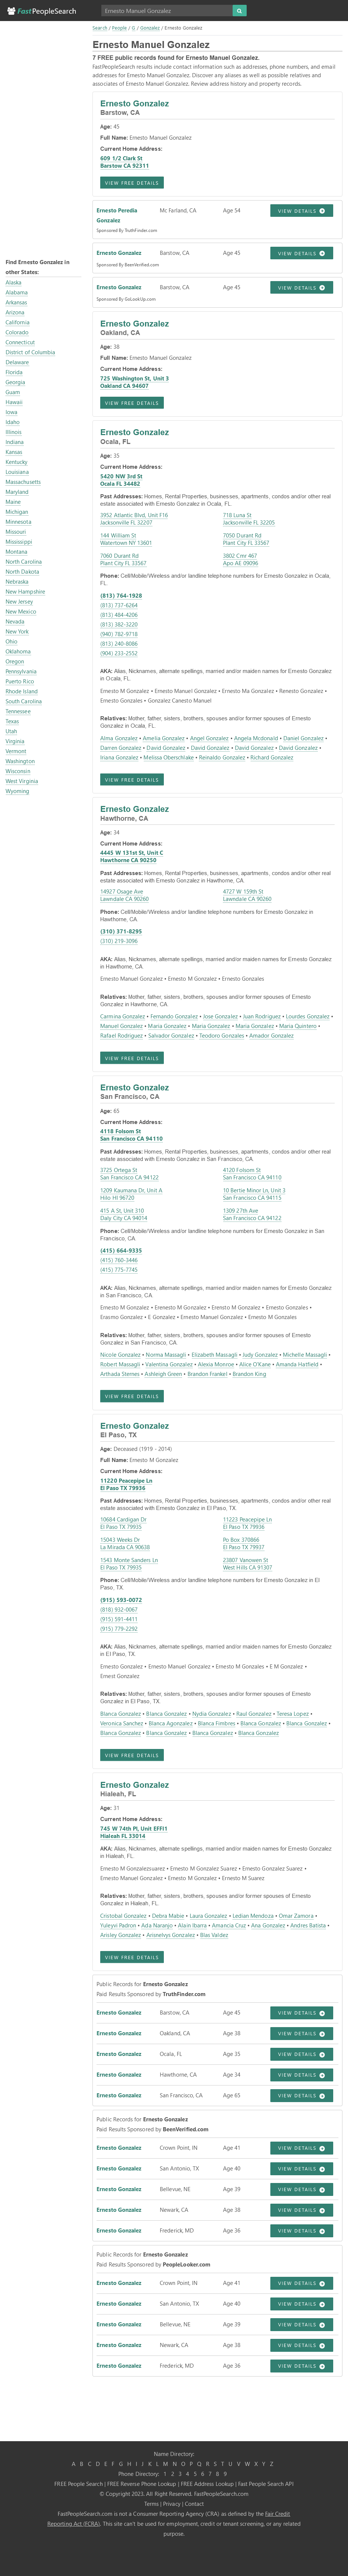 FastPeopleSearch
Ernesto Manuel Gonzalez
Search / People / G / Gonzalez / Ernesto Gonzalez
Ernesto Manuel Gonzalez
7 FREE public records found for Ernesto Manuel Gonzalez.
FastPeopleSearch results include contact information such as addresses, phone numbers, and email
addresses for Ernesto Manuel Gonzalez. Discover any aliases as well as possible relatives and
associates of Ernesto Manuel Gonzalez. Review address history and property records.
Ernesto Gonzalez
Barstow, CA
Age: 45
Full Name: Ernesto Manuel Gonzalez
Current Home Address:
609 1/2 Clark St
Barstow CA 92311
VIEW FREE DETAILS
Ernesto Peredia Mc Farland, CA Age 54 VIEW DETAILS
Gonzalez
Sponsored By TruthFinder.com
Ernesto Gonzalez Barstow, CA Age 45 VIEW DETAILS
Sponsored By BeenVerified.com
Ernesto Gonzalez Barstow, CA Age 45 VIEW DETAILS
Sponsored By GoLookUp.com
Find Ernesto Gonzalez in
other States:
Alaska
Alabama
Arkansas
Arizona
California
Colorado
Connecticut
District of Columbia
Delaware
Florida
Georgia
Guam
Hawaii
Iowa
Idaho
Illinois
Indiana
Kansas
Kentucky
Louisiana
Massachusetts
Maryland
Maine
Michigan
Minnesota
Missouri
Mississippi
Montana
North Carolina
North Dakota
Nebraska
New Hampshire
New Jersey
New Mexico
Nevada
New York
Ohio
Oklahoma
Oregon
Pennsylvania
Puerto Rico
Rhode Island
South Carolina
Tennessee
Texas
Utah
Virginia
Vermont
Washington
Wisconsin
West Virginia
Wyoming
Ernesto Gonzalez
Oakland, CA
Age: 38
Full Name: Ernesto Manuel Gonzalez
Current Home Address:
725 Washington St, Unit 3
Oakland CA 94607
VIEW FREE DETAILS
Ernesto Gonzalez
Ocala, FL
Age: 35
Current Home Address:
5420 NW 3rd St
Ocala FL 34482
Past Addresses: Homes, Rental Properties, businesses, apartments, condos and/or other real
estate associated with Ernesto Gonzalez in Ocala, FL.
3952 Atlantic Blvd, Unit F16
Jacksonville FL 32207
718 Luna St
Jacksonville FL 32205
144 William St
Watertown NY 13601
7050 Durant Rd
Plant City FL 33567
7060 Durant Rd
Plant City FL 33567
3802 Cmr 467
Apo AE 09096
Phone: Cell/Mobile/Wireless and/or landline telephone numbers for Ernesto Gonzalez in Ocala,
FL.
(813) 764-1928
(813) 737-6264
(813) 484-4206
(813) 382-3220
(940) 782-9718
(813) 240-8086
(904) 233-2552
AKA: Alias, Nicknames, alternate spellings, married and/or maiden names for Ernesto Gonzalez
in Ocala, FL.
Ernesto M Gonzalez • Ernesto Manuel Gonzalez • Ernesto Ma Gonzalez • Renesto Gonzalez •
Ernesto Gonzales • Gonzalez Canizales
Relatives: Mother, father, sisters, brothers, spouses and/or former spouses of Ernesto
Gonzalez in Ocala, FL.
Alma Gonzalez • Amelia Gonzalez • Angel Gonzalez • Angela Mcdonald • Daniel Gonzalez •
Darren Gonzalez • David Gonzalez • David Gonzalez • David Gonzalez • David Gonzalez •
Iriana Gonzalez • Melissa Oberschlake • Reinaldo Gonzalez • Richard Gonzalez
VIEW FREE DETAILS
Ernesto Gonzalez
Hawthorne, CA
Age: 34
Current Home Address:
4445 W 131st St, Unit C
Hawthorne CA 90250
Past Addresses: Homes, Rental Properties, businesses, apartments, condos and/or other real
estate associated with Ernesto Gonzalez in Hawthorne, CA.
14927 Osage Ave
Lawndale CA 90260
4727 W 159th St
Lawndale CA 90260
Phone: Cell/Mobile/Wireless and/or landline telephone numbers for Ernesto Gonzalez in
Hawthorne, CA.
(310) 371-8295
(310) 219-3096
AKA: Alias, Nicknames, alternate spellings, married and/or maiden names for Ernesto Gonzalez
in Hawthorne, CA.
Ernesto Manuel Gonzalez • Ernesto M Gonzalez • Ernesto Gonzales
Relatives: Mother, father, sisters, brothers, spouses and/or former spouses of Ernesto
Gonzalez in Hawthorne, CA.
Carmina Gonzalez • Fernando Gonzalez • Jose Gonzalez • Juan Rodriguez • Lourdes Gonzalez •
Manuel Gonzalez • Maria Gonzalez • Maria Gonzalez • Maria Gonzalez • Maria Quintero •
Rafael Rodriguez • Salvador Gonzalez • Teodoro Gonzales • Amador Gonzalez
VIEW FREE DETAILS
Ernesto Gonzalez
San Francisco, CA
Age: 65
Current Home Address:
4118 Folsom St
San Francisco CA 94110
Past Addresses: Homes, Rental Properties, businesses, apartments, condos and/or other real
estate associated with Ernesto Gonzalez in San Francisco, CA.
3725 Ortega St
San Francisco CA 94122
4120 Folsom St
San Francisco CA 94110
1209 Kaumana Dr, Unit A
Hilo HI 96720
10 Bertie Minor Ln, Unit 3
San Francisco CA 94115
415 A St, Unit 310
Daly City CA 94014
1309 27th Ave
San Francisco CA 94122
Phone: Cell/Mobile/Wireless and/or landline telephone numbers for Ernesto Gonzalez in San
Francisco, CA.
(415) 664-9335
(415) 760-3446
(415) 775-7745
AKA: Alias, Nicknames, alternate spellings, married and/or maiden names for Ernesto Gonzalez
in San Francisco, CA.
Ernesto M Gonzalez • Erenesto M Gonzalez • Erenesto M Gonzalez • Ernesto Gonzales •
Erasmo Gonzalez • E Gonzalez • Ernesto Manuel Gonzalez • Ernesto M Gonzales
Relatives: Mother, father, sisters, brothers, spouses and/or former spouses of Ernesto
Gonzalez in San Francisco, CA.
Nicole Gonzalez • Norma Massagli • Elizabeth Massagli • Judy Gonzalez • Michelle Massagli •
Robert Massagli • Valentina Gonzalez • Alexia Monroe • Alice O'Kane • Amanda Hatfield •
Arthada Sternes • Ashleigh Green • Brandon Frankel • Brandon King
VIEW FREE DETAILS
Ernesto Gonzalez
El Paso, TX
Age: Deceased (1919 - 2014)
Full Name: Ernesto M Gonzalez
Current Home Address:
11220 Peacepipe Ln
El Paso TX 79936
Past Addresses: Homes, Rental Properties, businesses, apartments, condos and/or other real
estate associated with Ernesto Gonzalez in El Paso, TX.
10684 Cardigan Dr
El Paso TX 79935
11223 Peacepipe Ln
El Paso TX 79936
15043 Weeks Dr
La Mirada CA 90638
Po Box 370866
El Paso TX 79937
1543 Monte Sanders Ln
El Paso TX 79935
23807 Vanowen St
West Hills CA 91307
Phone: Cell/Mobile/Wireless and/or landline telephone numbers for Ernesto Gonzalez in El
Paso, TX.
(915) 593-0072
(818) 932-0067
(915) 591-4411
(915) 779-2292
AKA: Alias, Nicknames, alternate spellings, married and/or maiden names for Ernesto Gonzalez
in El Paso, TX.
Ernesto Gonzalez • Ernesto Manuel Gonzalez • Ernesto M Gonzales • E M Gonzalez •
Ernest Gonzalez
Relatives: Mother, father, sisters, brothers, spouses and/or former spouses of Ernesto
Gonzalez in El Paso, TX.
Blanca Gonzalez • Blanca Gonzalez • Nydia Gonzalez • Raul Gonzalez • Teresa Lopez •
Veronica Sanchez • Blanca Agonzalez • Blanca Fimbres • Blanca Gonzalez • Blanca Gonzalez •
Blanca Gonzalez • Blanca Gonzalez • Blanca Gonzalez • Blanca Gonzalez
VIEW FREE DETAILS
Ernesto Gonzalez
Hialeah, FL
Age: 31
Current Home Address:
745 W 74th Pl, Unit EFFI1
Hialeah FL 33014
AKA: Alias, Nicknames, alternate spellings, married and/or maiden names for Ernesto Gonzalez
in Hialeah, FL.
Ernesto M Gonzalezsuarez • Ernesto M Gonzalez Suarez • Ernesto Gonzalez Suarez •
Ernesto Manuel Gonzalez • Ernesto M Gonzalez • Ernesto M Suarez
Relatives: Mother, father, sisters, brothers, spouses and/or former spouses of Ernesto
Gonzalez in Hialeah, FL.
Cristobal Gonzalez • Debra Matise • Laura Gonzalez • Leidian Mendoza • Omar Zamora •
Yuleyvi Padron • Ada Naranjo • Alain Ibarra • Amancia Cruz • Ana Gonzalez • Andres Batista •
Arisley Gonzalez • Arisnelvys Gonzalez • Blas Valdez
VIEW FREE DETAILS
Public Records for Ernesto Gonzalez
Paid Results Sponsored by TruthFinder.com
Ernesto Gonzalez Barstow, CA Age 45 VIEW DETAILS
Ernesto Gonzalez Oakland, CA Age 38 VIEW DETAILS
Ernesto Gonzalez Ocala, FL Age 35 VIEW DETAILS
Ernesto Gonzalez Hawthorne, CA Age 34 VIEW DETAILS
Ernesto Gonzalez San Francisco, CA Age 65 VIEW DETAILS
Public Records for Ernesto Gonzalez
Paid Results Sponsored by BeenVerified.com
Ernesto Gonzalez Crown Point, IN Age 41 VIEW DETAILS
Ernesto Gonzalez San Antonio, TX Age 40 VIEW DETAILS
Ernesto Gonzalez Bellevue, NE Age 39 VIEW DETAILS
Ernesto Gonzalez Newark, CA Age 38 VIEW DETAILS
Ernesto Gonzalez Frederick, MD Age 36 VIEW DETAILS
Public Records for Ernesto Gonzalez
Paid Results Sponsored by PeopleLooker.com
Ernesto Gonzalez Crown Point, IN Age 41 VIEW DETAILS
Ernesto Gonzalez San Antonio, TX Age 40 VIEW DETAILS
Ernesto Gonzalez Bellevue, NE Age 39 VIEW DETAILS
Ernesto Gonzalez Newark, CA Age 38 VIEW DETAILS
Ernesto Gonzalez Frederick, MD Age 36 VIEW DETAILS
Name Directory:
A B C D E F G H I J K L M N O P Q R S T U V W X Y Z
Phone Directory: 1 2 3 4 5 6 7 8 9
FREE People Search | FREE Reverse Phone Lookup | FREE Address Lookup | Fast People Search API
© Copyright 2023. All Right Reserved. FastPeopleSearch.com
Terms | Privacy | Contact
FastPeopleSearch.com is not a Consumer Reporting Agency (CRA) as defined by the Fair Credit
Reporting Act (FCRA). This site can't be used for employment, credit or tenant screening, or any related
purpose.